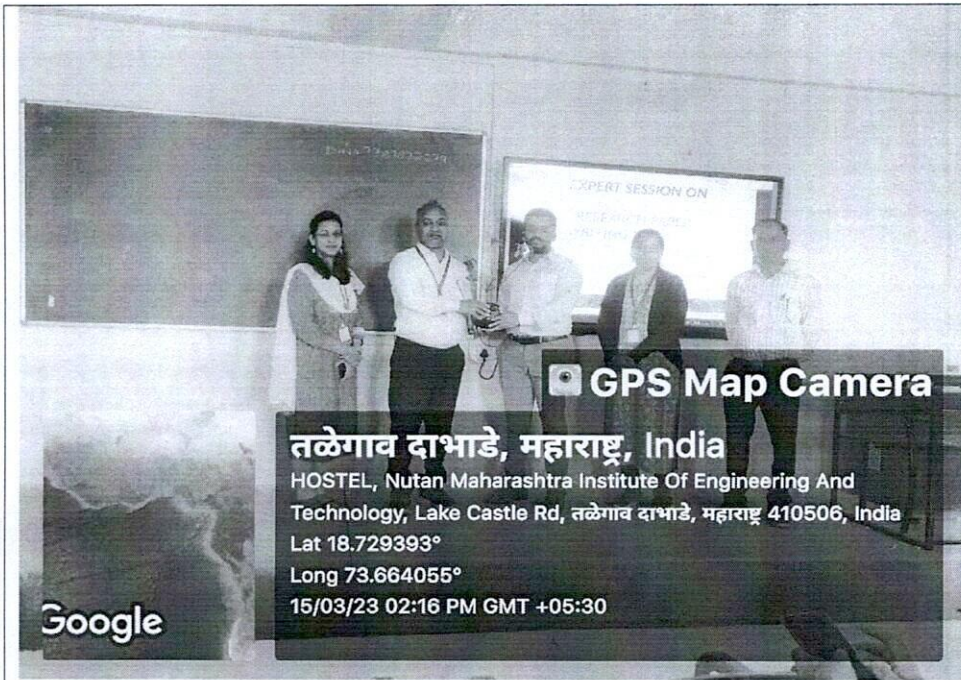 EXPERT SESSION ON
GPS Map Camera
तळेगाव दाभाडे, महाराष्ट्र, India
HOSTEL, Nutan Maharashtra Institute Of Engineering And
Technology, Lake Castle Rd, तळेगाव दाभाडे, महाराष्ट्र 410506, India
Lat 18.729393°
Long 73.664055°
15/03/23 02:16 PM GMT +05:30
Google